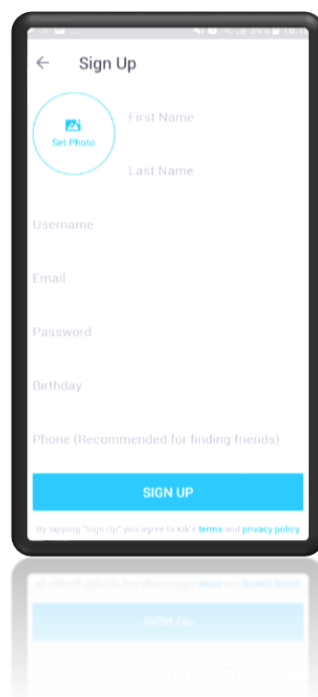 Sign Up
First Name
Set Photo
Last Name
Username
Email
Password
Birthday
Phone (Recommended for finding friends)
SIGN UP
By tapping "Sign Up" you agree to Kik's terms and privacy policy